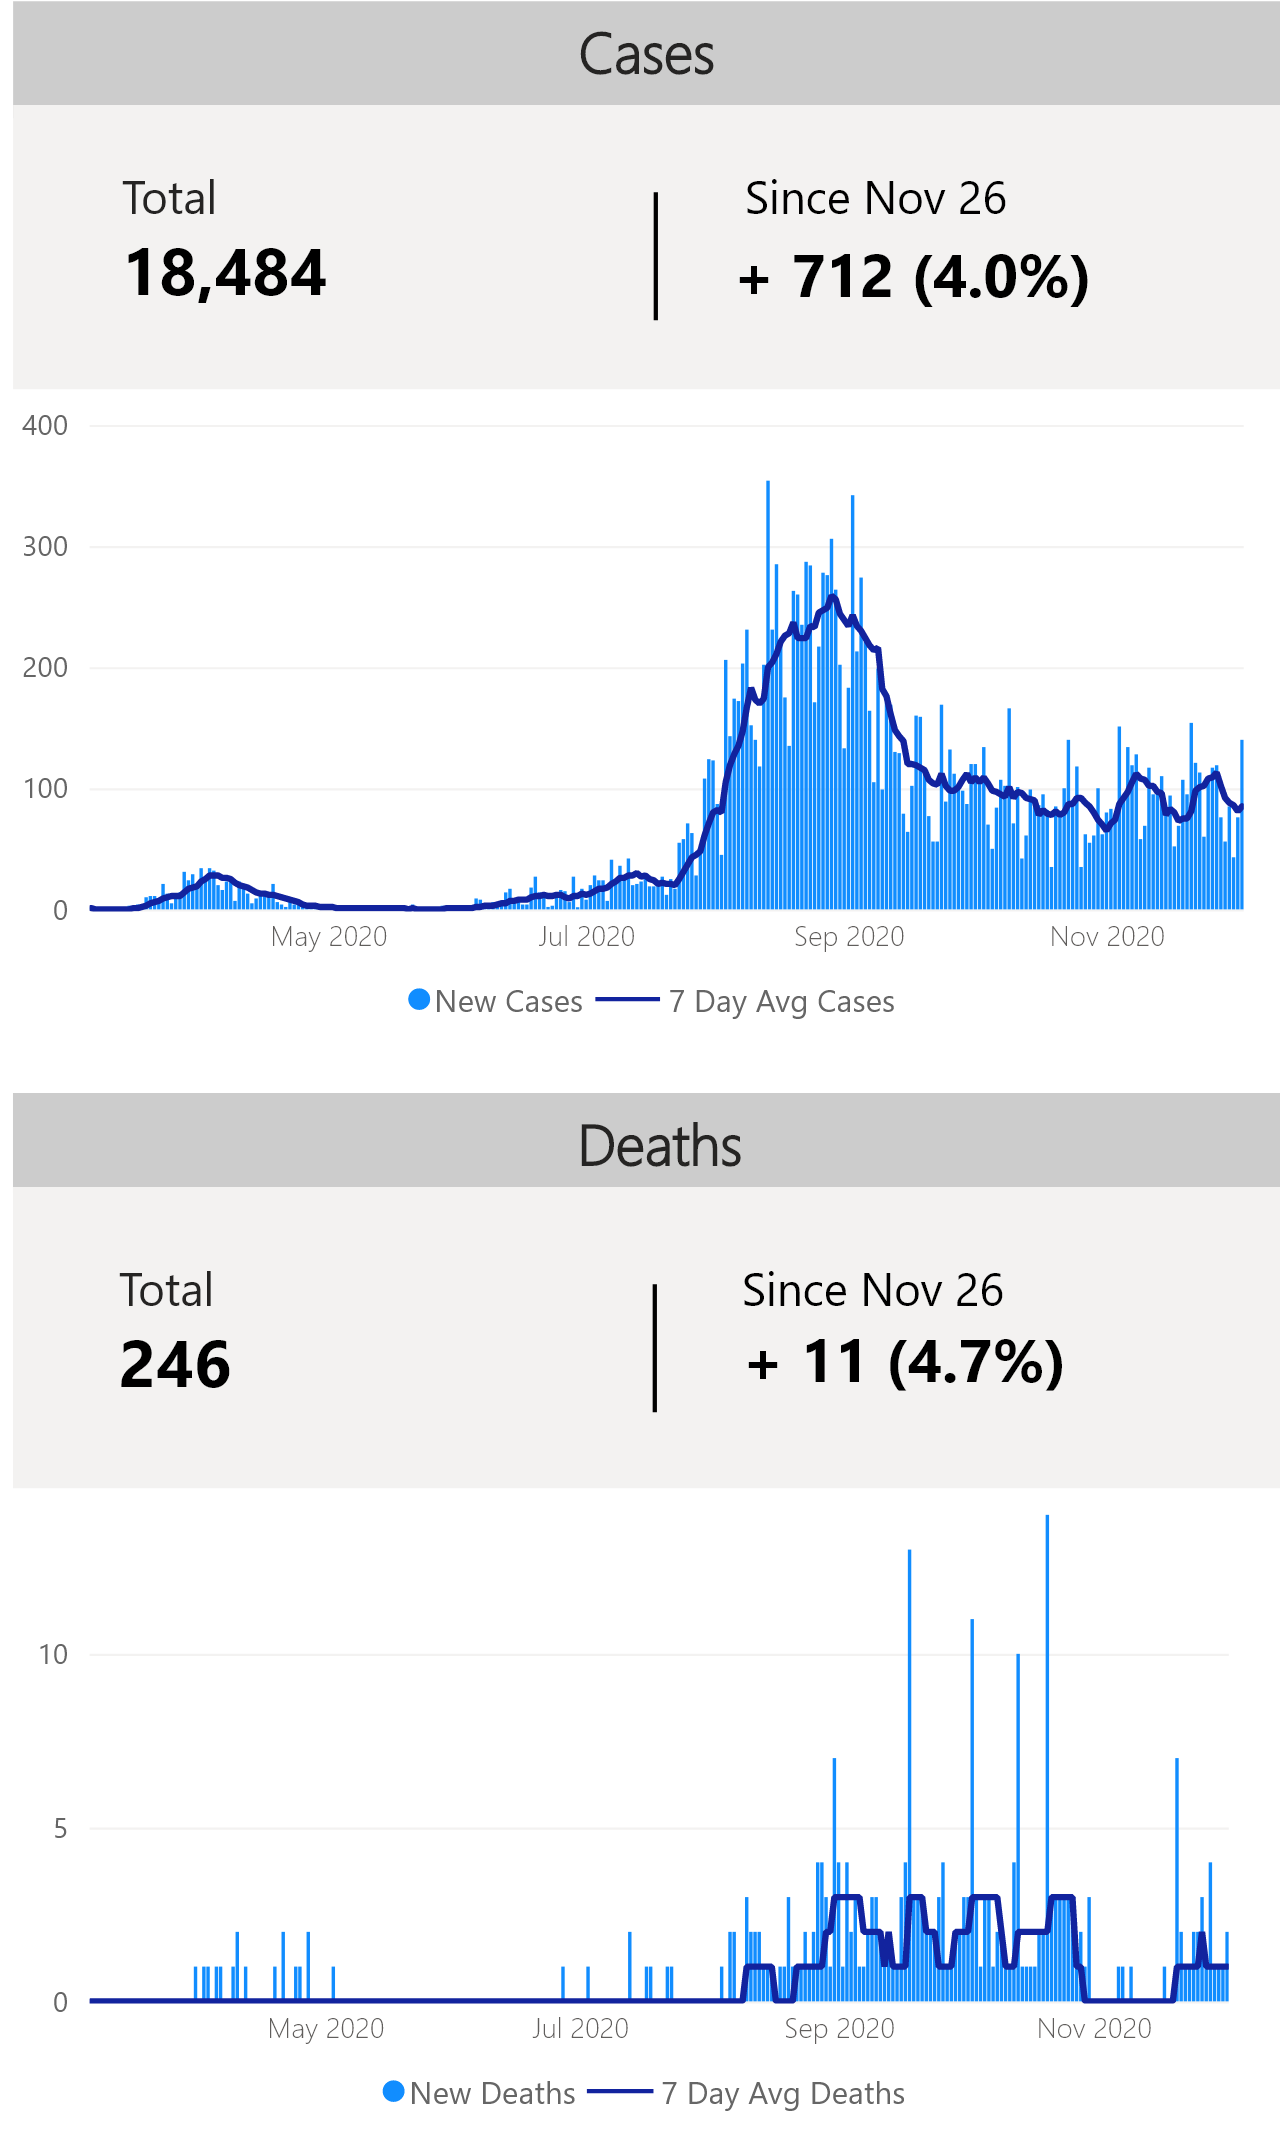 Cases
Total
Since Nov 26
18,484
+ 712 (4.0%)
400
300
200
100
0
May 2020
Jul 2020
Sep 2020
Nov 2020
New Cases
7 Day Avg Cases
Deaths
Total
Since Nov 26
246
+ 11 (4.7%)
10
5
0
May 2020
Jul 2020
Sep 2020
Nov 2020
New Deaths
7 Day Avg Deaths